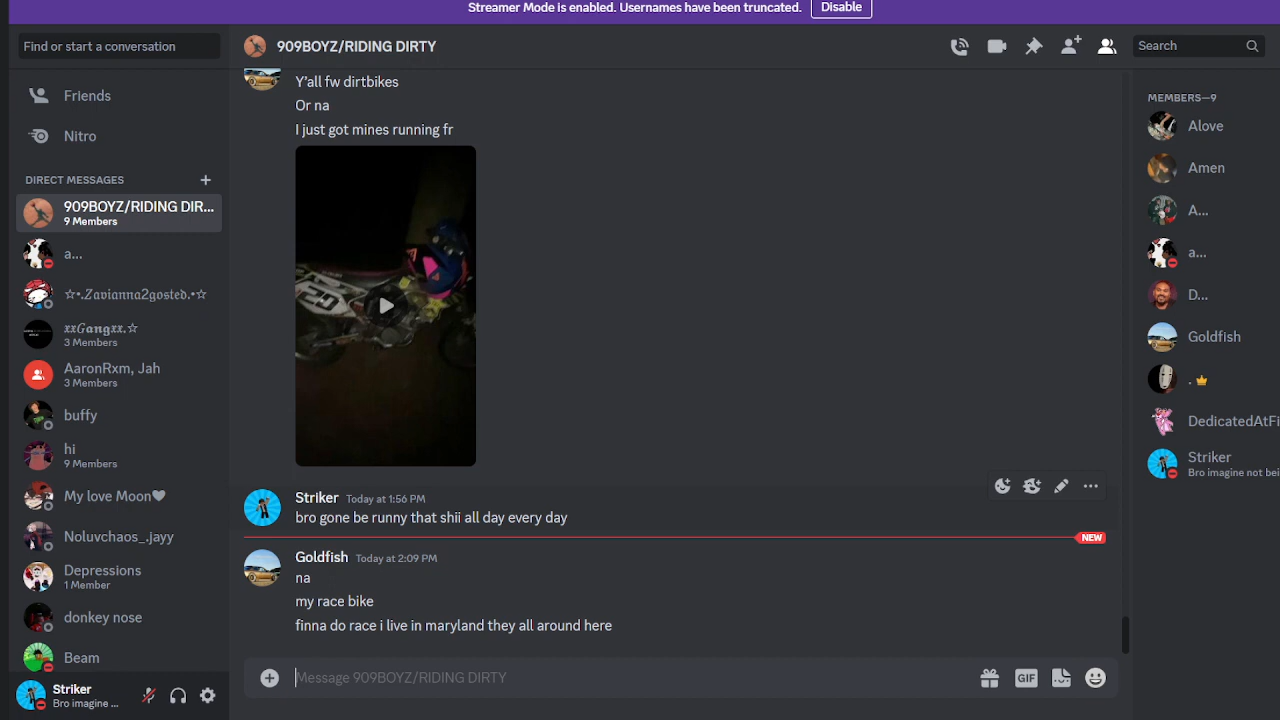 Streamer Mode is enabled. Usernames have been truncated.
Disable
Find or start a conversation
909BOYZ/RIDING DIRTY
Search
Friends
Nitro
DIRECT MESSAGES
909BOYZ/RIDING DIR...
9 Members
a...
☆•.𝑍𝑎𝑣𝑖𝑎𝑛𝑛𝑎2𝑔𝑜𝑠𝑡𝑒𝑑.•☆
𝖝𝖝𝐺𝐚𝐧𝐠𝖝𝖝.☆
3 Members
AaronRxm, Jah
3 Members
buffy
hi
9 Members
My love Moon🖤
Noluvchaos_.jayy
Depressions
1 Member
donkey nose
Beam
Striker
Bro imagine ...
Y'all fw dirtbikes
Or na
I just got mines running fr
Striker Today at 1:56 PM
bro gone be runny that shii all day every day
NEW
Goldfish Today at 2:09 PM
na
my race bike
finna do race i live in maryland they all around here
Message 909BOYZ/RIDING DIRTY
GIF
MEMBERS—9
Alove
Amen
A...
a...
D...
Goldfish
. 👑
DedicatedAtFi
Striker
Bro imagine not bei